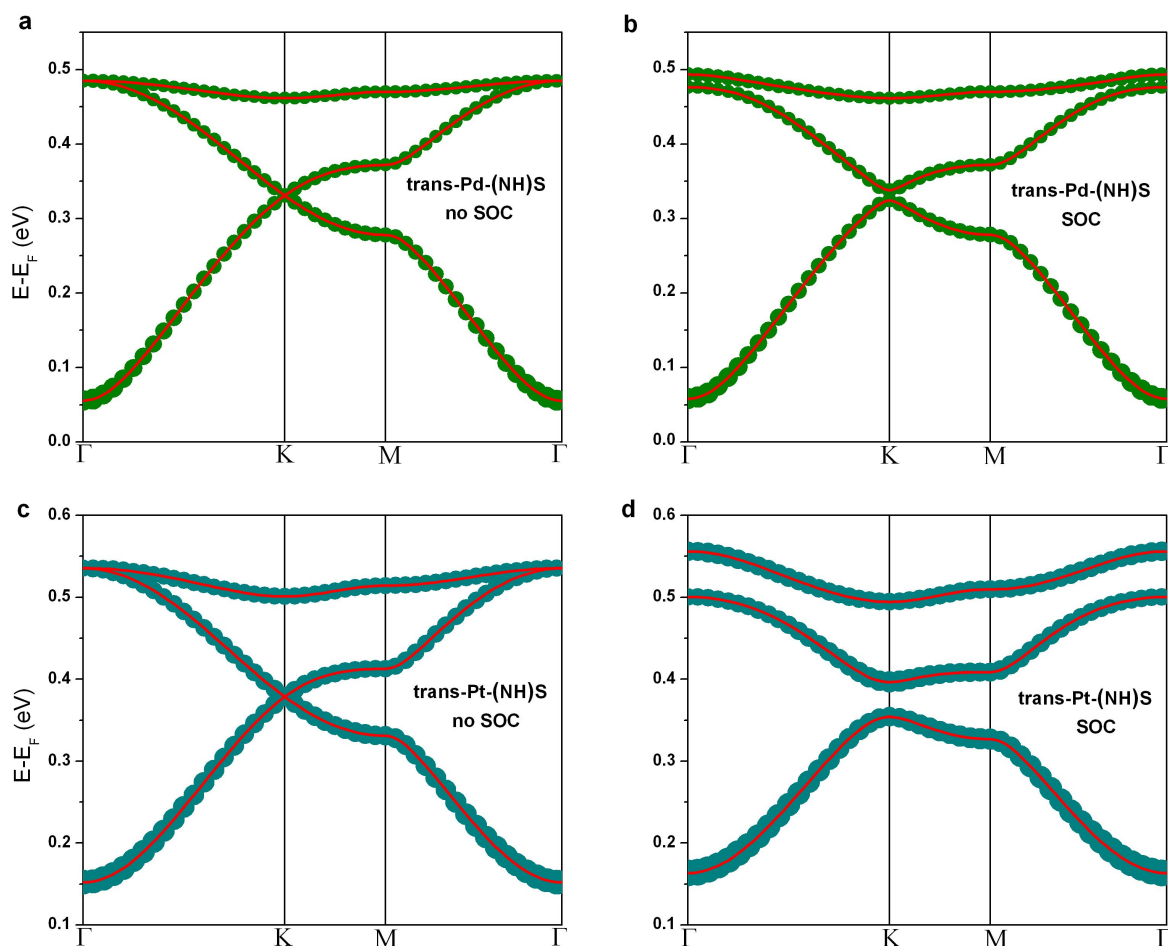 a
0.5
0.4
0.3
0.2
0.1
0.0
E-E_F (eV)
trans-Pd-(NH)S
no SOC
Γ K M Γ
b
0.5
0.4
0.3
0.2
0.1
0.0
trans-Pd-(NH)S
SOC
Γ K M Γ
c
0.6
0.5
0.4
0.3
0.2
0.1
E-E_F (eV)
trans-Pt-(NH)S
no SOC
Γ K M Γ
d
0.6
0.5
0.4
0.3
0.2
0.1
trans-Pt-(NH)S
SOC
Γ K M Γ